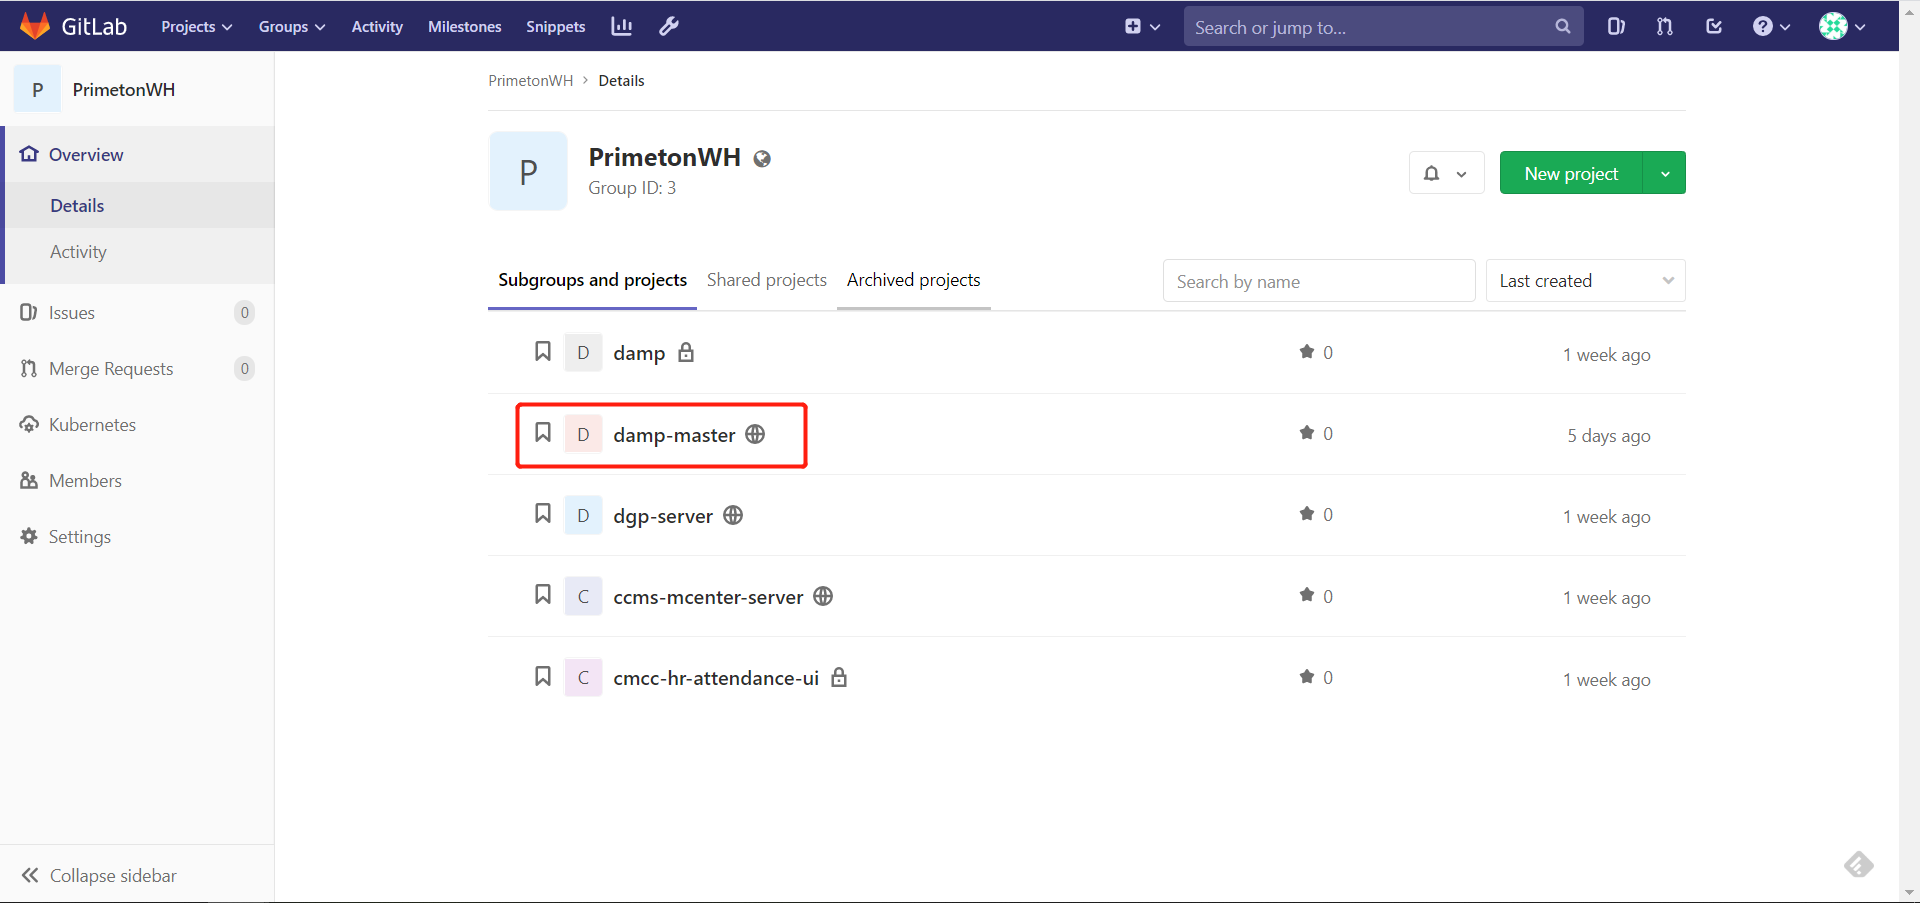 GitLab Projects Groups Activity Milestones Snippets Search or jump to...
P PrimetonWH
Overview
Details
Activity
Issues 0
Merge Requests 0
Kubernetes
Members
Settings
Collapse sidebar
PrimetonWH > Details
P
PrimetonWH
Group ID: 3
New project
Subgroups and projects Shared projects Archived projects Search by name Last created
D damp 0 1 week ago
D damp-master 0 5 days ago
D dgp-server 0 1 week ago
C ccms-mcenter-server 0 1 week ago
C cmcc-hr-attendance-ui 0 1 week ago